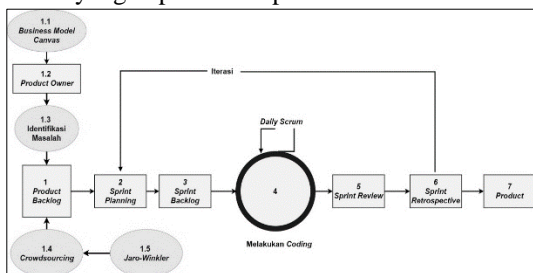 1.1
Business Model
Canvas
1.2
Product Owner
1.3
Identifikasi
Masalah
1
Product
Backlog
1.4
Crowdsourcing
1.5
Jaro-Winkler
2
Sprint
Planning
3
Sprint
Backlog
Iterasi
Daily Scrum
4
Melakukan Coding
5
Sprint Review
6
Sprint
Retrospective
7
Product